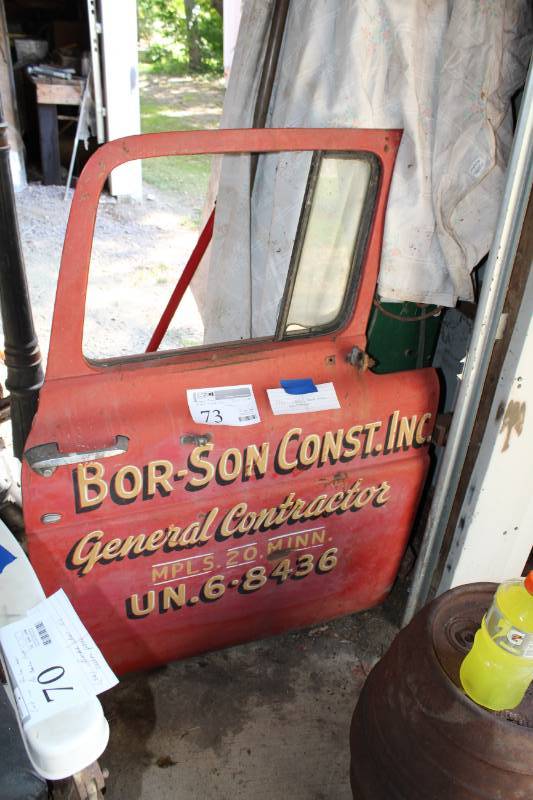 73
BOR-SON CONST. INC.
General Contractor
MPLS. 20. MINN.
UN. 6-8436
70